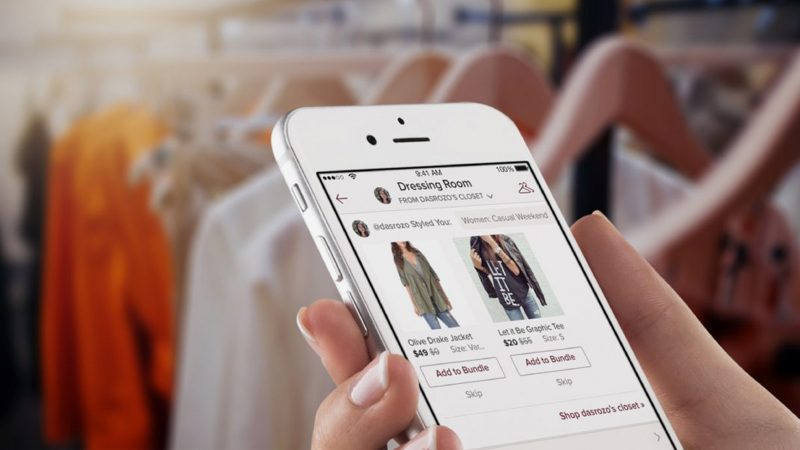 9:41 AM 100%
Dressing Room
FROM DASROZO'S CLOSET
@dasrozo Styled You: Women: Casual Weekend
LET
IT
BE
Olive Drake Jacket
$49 $0 Size: Var...
Add to Bundle
Skip
Let it Be Graphic Tee
$20 Size: S
Add to Bundle
Skip
Shop dasrozo's closet »